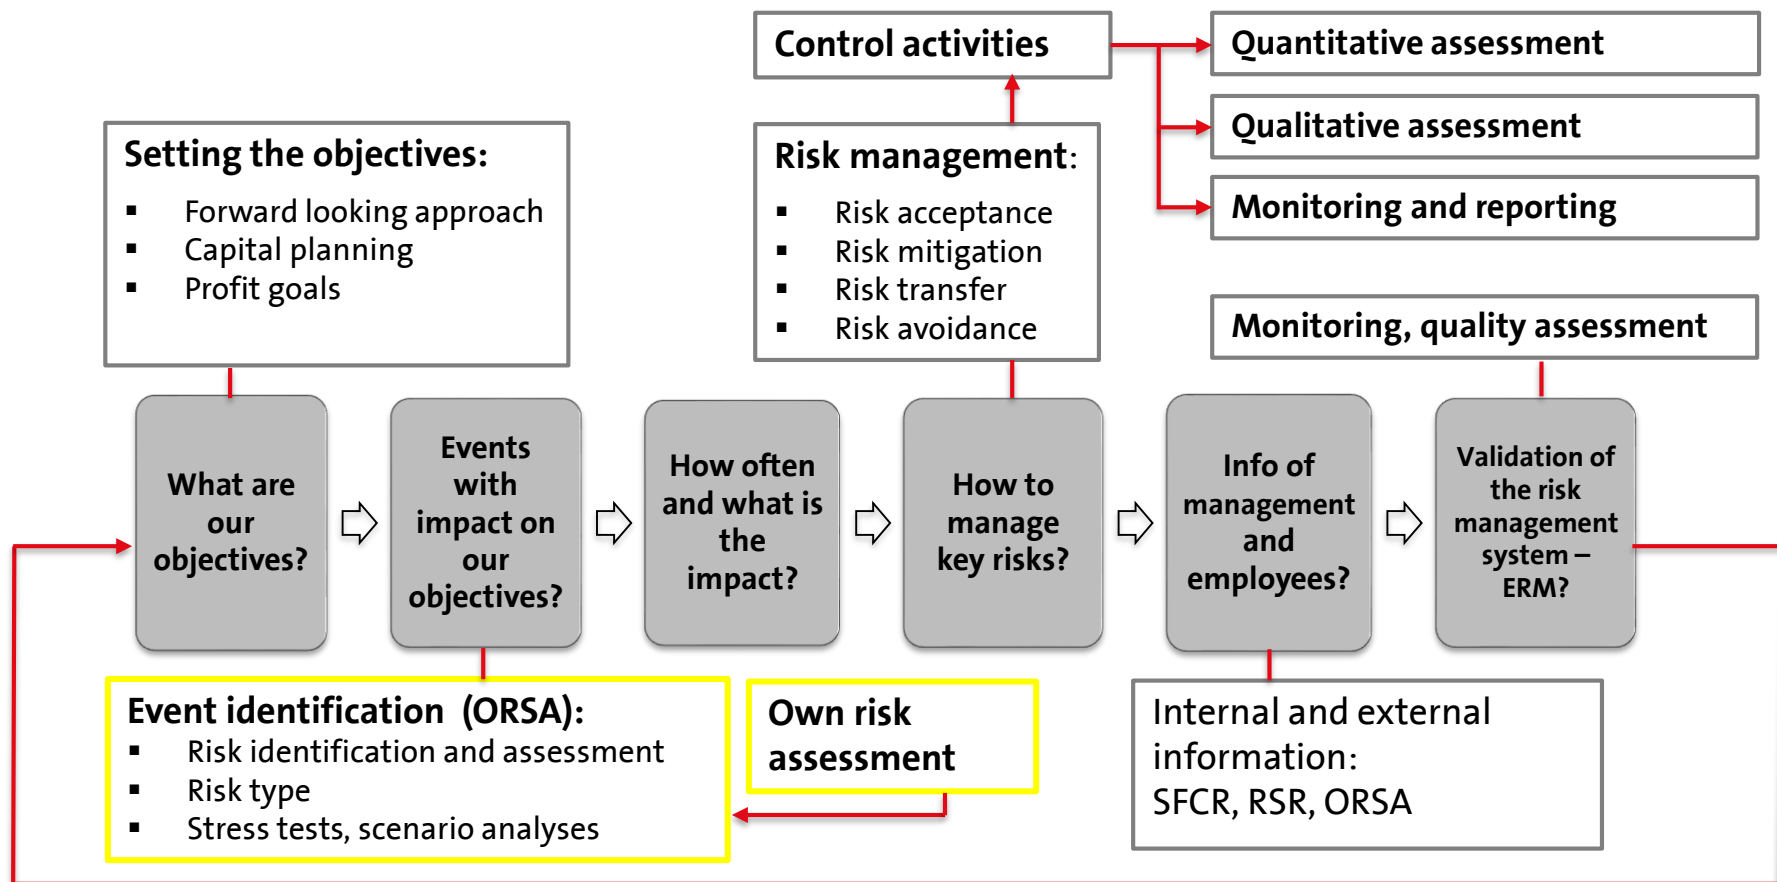 Control activities
Quantitative assessment
Qualitative assessment
Monitoring and reporting
Setting the objectives:
▪ Forward looking approach
▪ Capital planning
▪ Profit goals
Risk management:
▪ Risk acceptance
▪ Risk mitigation
▪ Risk transfer
▪ Risk avoidance
Monitoring, quality assessment
What are
our
objectives?
Events
with
impact on
our
objectives?
How often
and what is
the
impact?
How to
manage
key risks?
Info of
management
and
employees?
Validation of
the risk
management
system –
ERM?
Event identification (ORSA):
▪ Risk identification and assessment
▪ Risk type
▪ Stress tests, scenario analyses
Own risk
assessment
Internal and external
information:
SFCR, RSR, ORSA